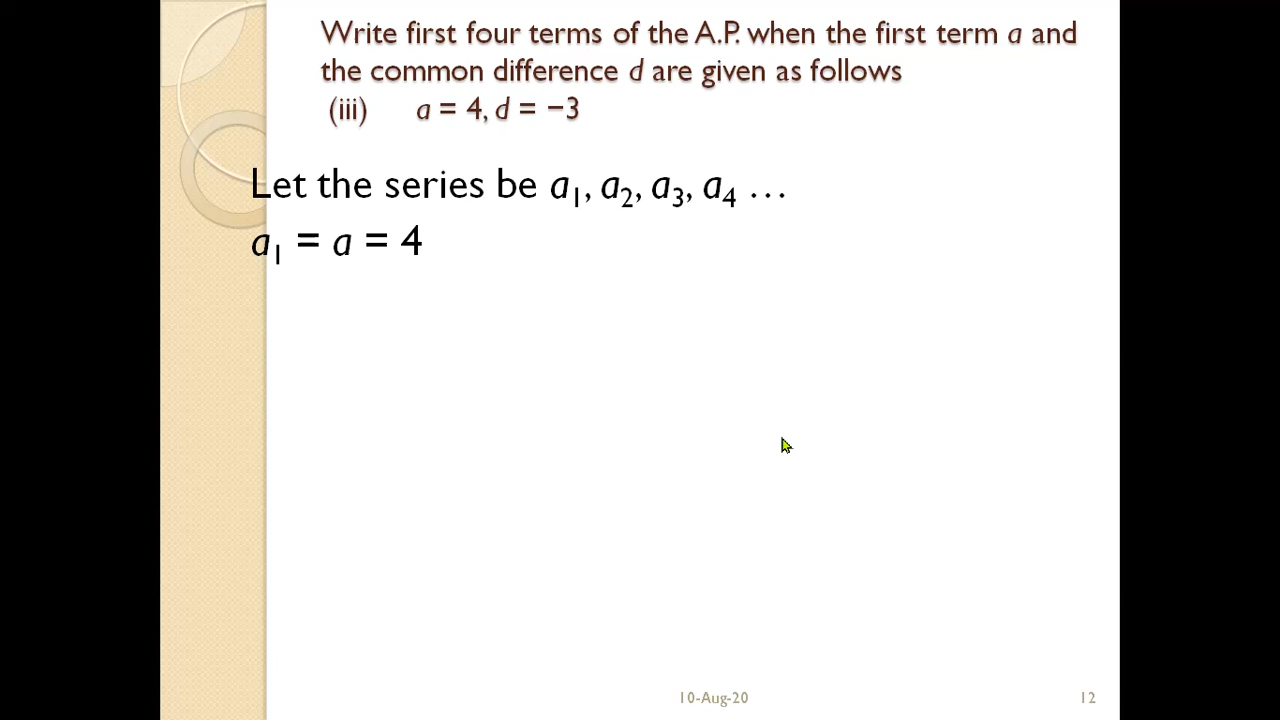 Write first four terms of the A.P. when the first term a and
the common difference d are given as follows
(iii) a = 4, d = −3
Let the series be a₁, a₂, a₃, a₄ …
a₁ = a = 4
10-Aug-20 12